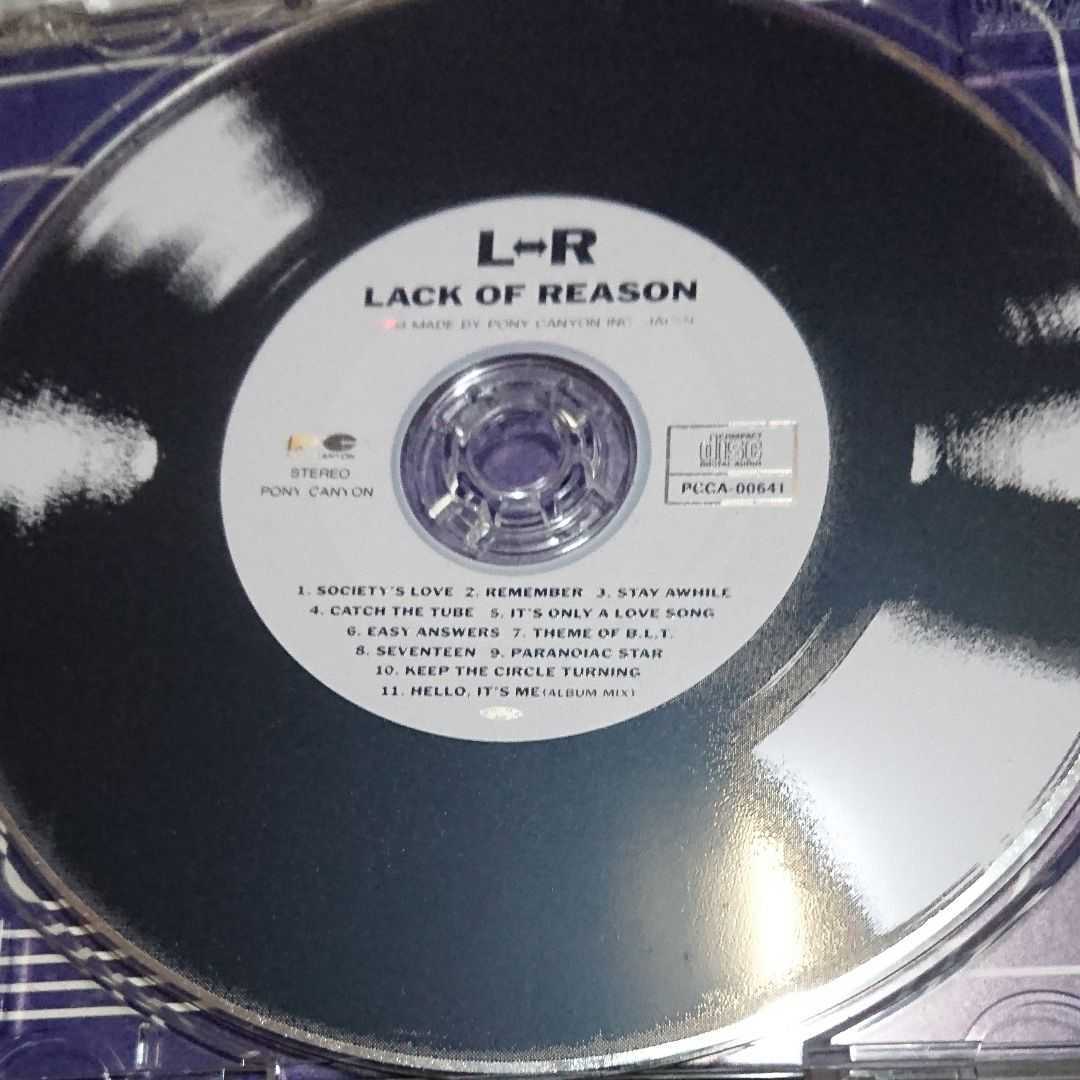 L↔R
LACK OF REASON
MADE BY PONY CANYON INC. JAPAN
CANYON
STEREO
PONY CANYON
COMPACT
disc
DIGITAL AUDIO
PCCA-00641
1. SOCIETY'S LOVE 2. REMEMBER 3. STAY AWHILE
4. CATCH THE TUBE 5. IT'S ONLY A LOVE SONG
6. EASY ANSWERS 7. THEME OF B.L.T.
8. SEVENTEEN 9. PARANOIAC STAR
10. KEEP THE CIRCLE TURNING
11. HELLO, IT'S ME (ALBUM MIX)